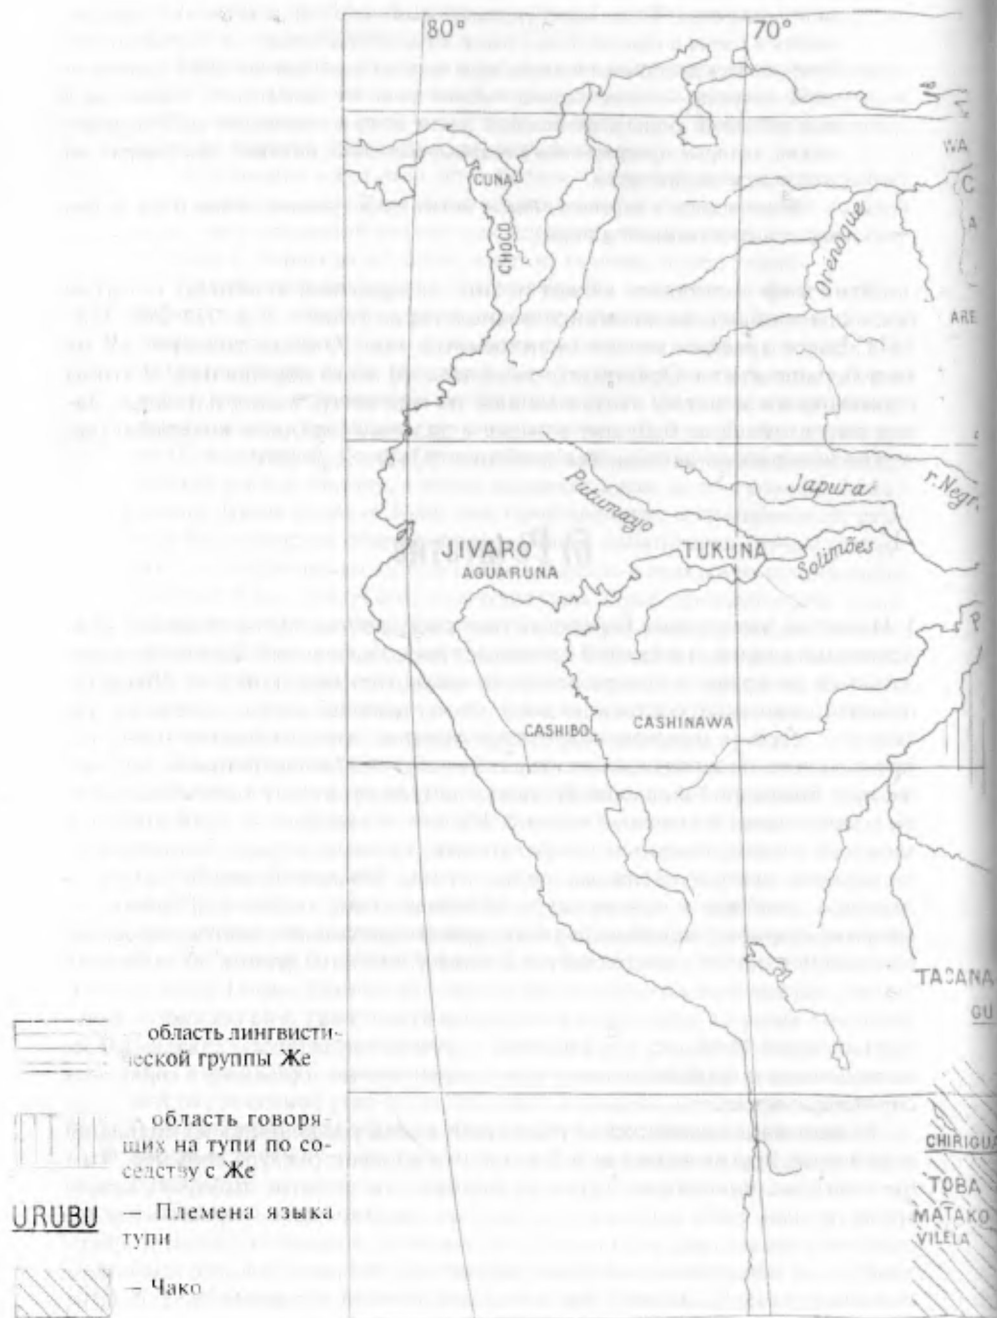 80°
70°
WA
CUNA
C
A
CHOCO
Orénoque
ARE
Putumayo
Japura
r. Negr.
JIVARO
TUKUNA
Solimões
AGUARUNA
P
CASHIBO
CASHINAWA
TACANA
GU
— область лингвисти-
ческой группы Же
— область говоря-
щих на тупи по со-
седству с Же
CHIRIGUA
TOBA
URUBU — Племена языка
тупи
MATAKO
VILELA
— Чако